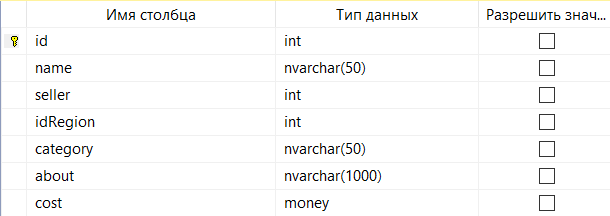 Имя столбца Тип данных Разрешить знач...
id int
name nvarchar(50)
seller int
idRegion int
category nvarchar(50)
about nvarchar(1000)
cost money